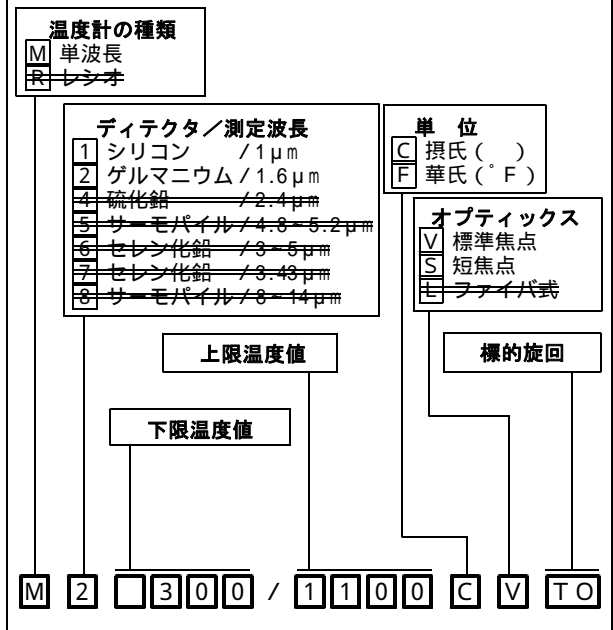 温度計の種類
M 単波長
R レシオ
ディテクタ／測定波長
1 シリコン /1μm
2 ゲルマニウム/1.6μm
4 硫化鉛 /2.4μm
5 サーモパイル/4.8~5.2μm
6 セレン化鉛 /3~5μm
7 セレン化鉛 /3.43μm
8 サーモパイル/8~14μm
単 位
C 摂氏( )
F 華氏(°F)
オプティックス
V 標準焦点
S 短焦点
L ファイバ式
上限温度値
標的旋回
下限温度値
M 2 300 / 1100 C V TO